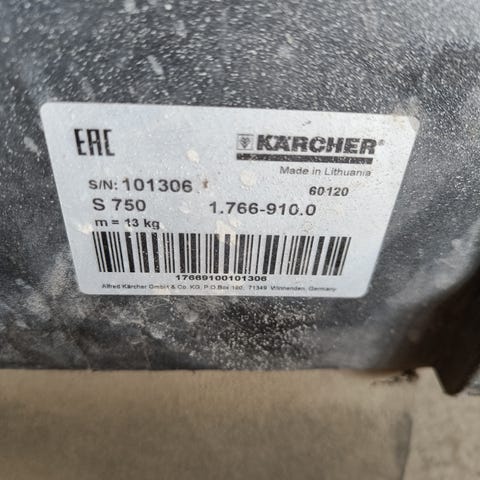 EAC
KÄRCHER®
Made in Lithuania
S/N: 101306 60120
S 750 1.766-910.0
m = 13 kg
17669100101306
Alfred Kärcher GmbH & Co. KG, P.O.Box 160, 71349 Winnenden, Germany